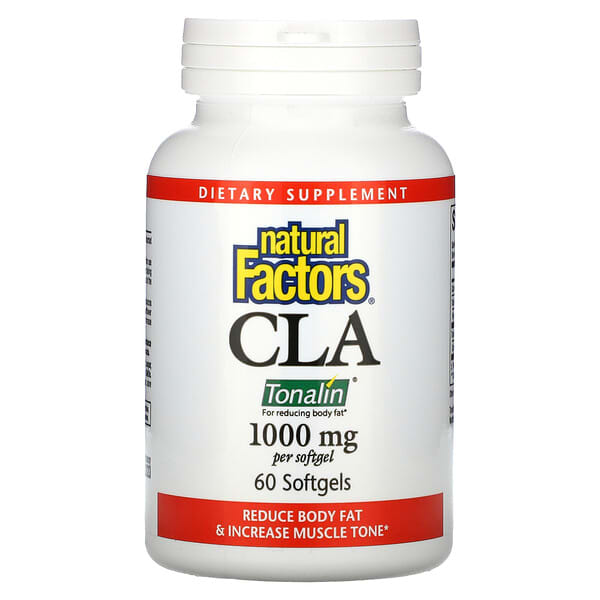 DIETARY SUPPLEMENT
natural
Factors®
CLA
Tonalin®
For reducing body fat*
1000 mg
per softgel
60 Softgels
REDUCE BODY FAT
& INCREASE MUSCLE TONE*